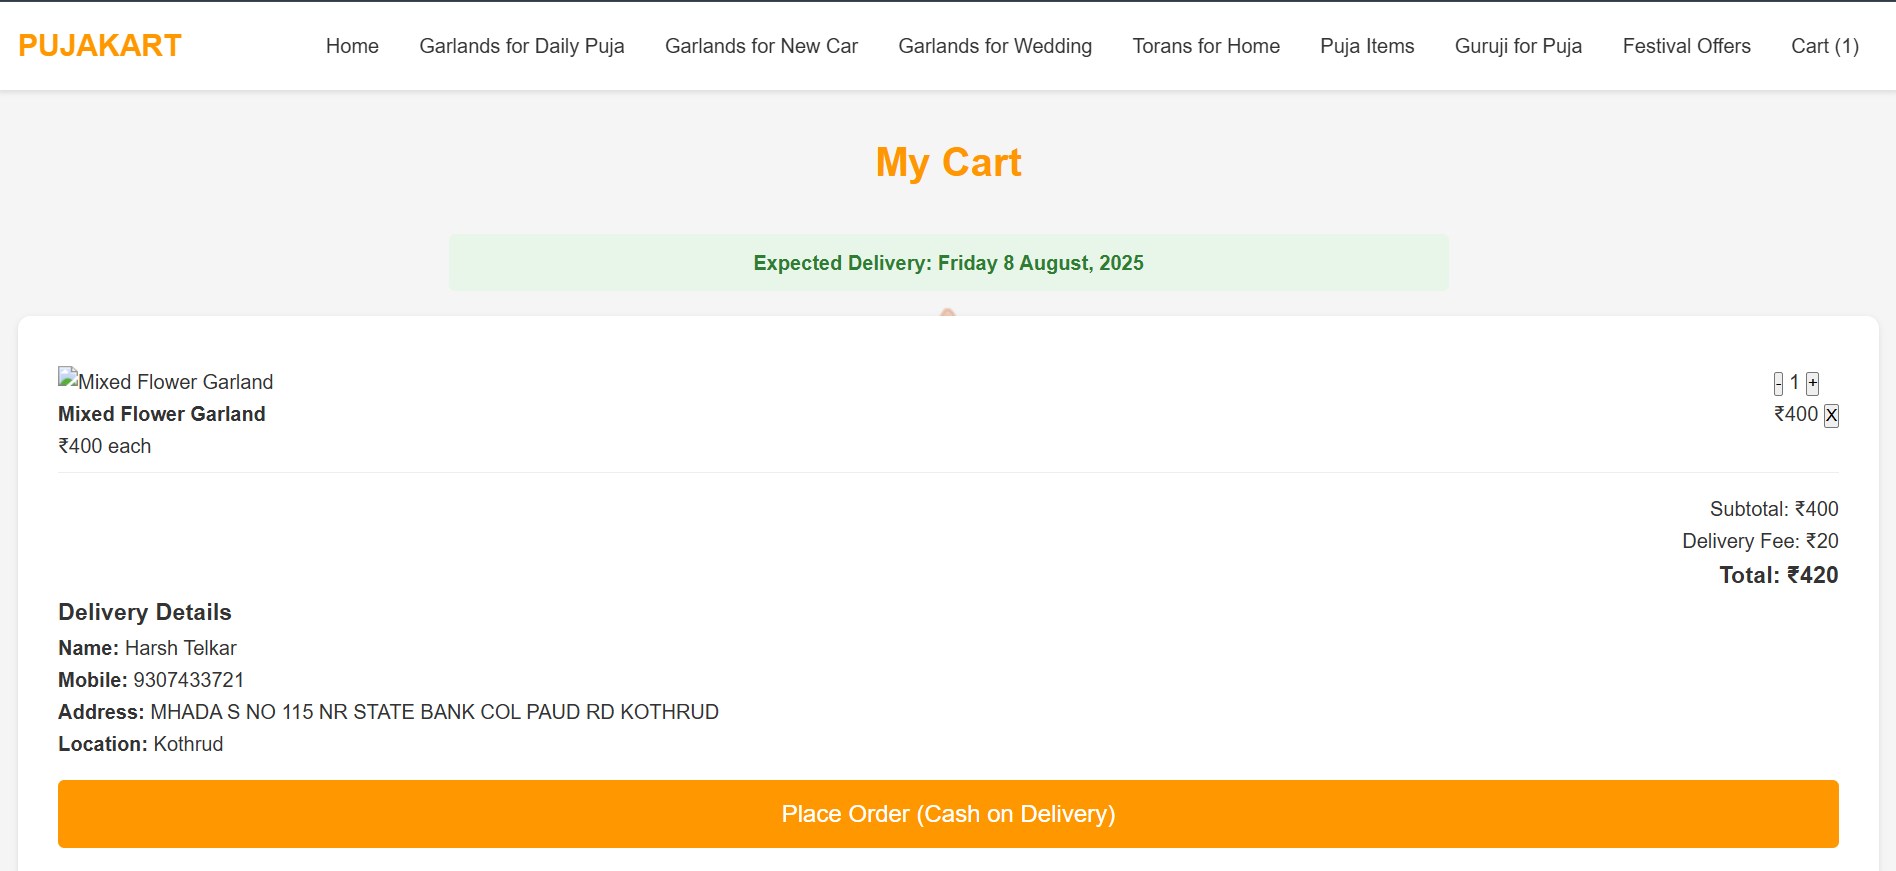 PUJAKART
Home Garlands for Daily Puja Garlands for New Car Garlands for Wedding Torans for Home Puja Items Guruji for Puja Festival Offers Cart (1)
My Cart
Expected Delivery: Friday 8 August, 2025
Mixed Flower Garland
- 1 +
Mixed Flower Garland
₹400 X
₹400 each
Subtotal: ₹400
Delivery Fee: ₹20
Total: ₹420
Delivery Details
Name: Harsh Telkar
Mobile: 9307433721
Address: MHADA S NO 115 NR STATE BANK COL PAUD RD KOTHRUD
Location: Kothrud
Place Order (Cash on Delivery)